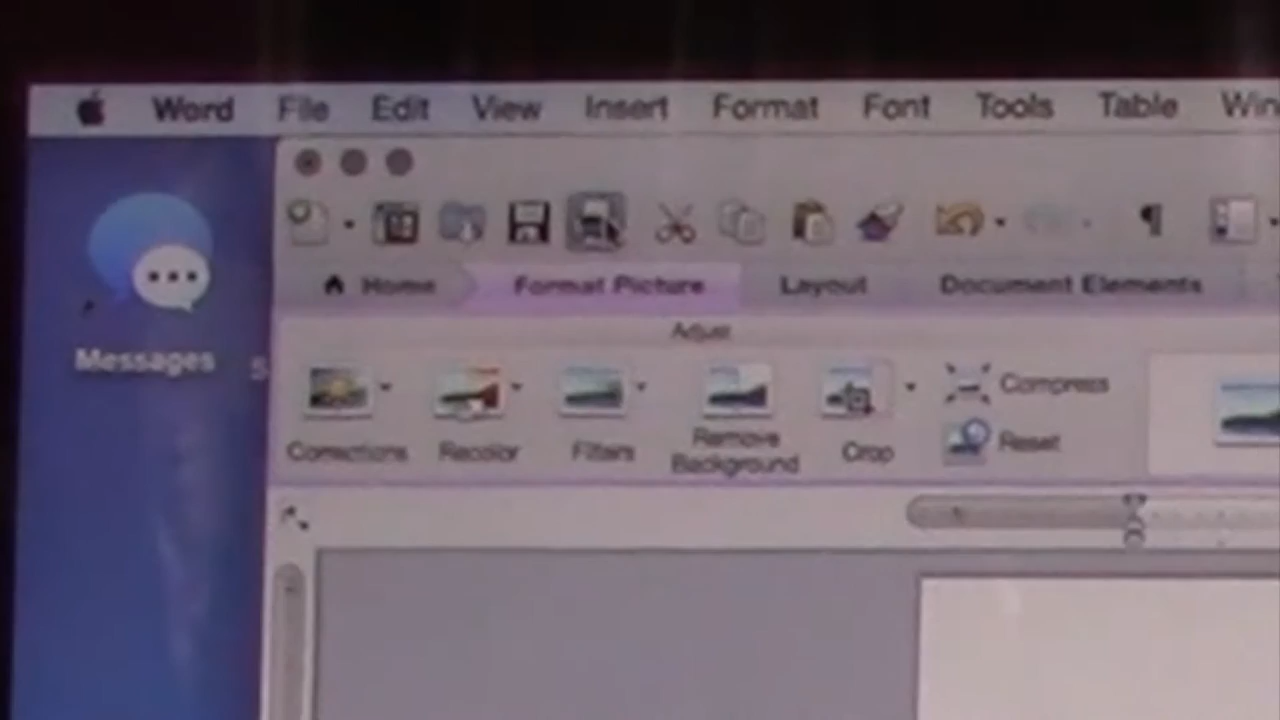 Word File Edit View Insert Format Font Tools Table Win
Home Format Picture Layout Document Elements
Adjust
Messages
Corrections Recolor Filters Remove Background Crop Compress
Reset